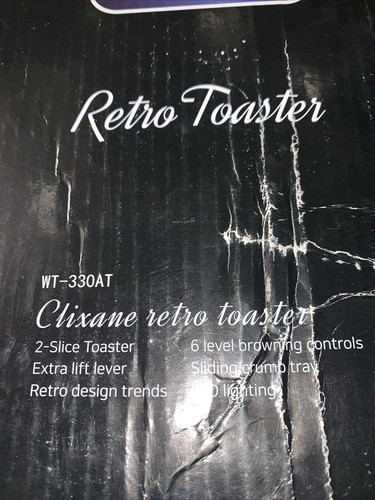 Retro Toaster
WT-330AT
Clixane retro toaster
2-Slice Toaster
6 level browning controls
Extra lift lever
Sliding crump tray
Retro design trends
lighting